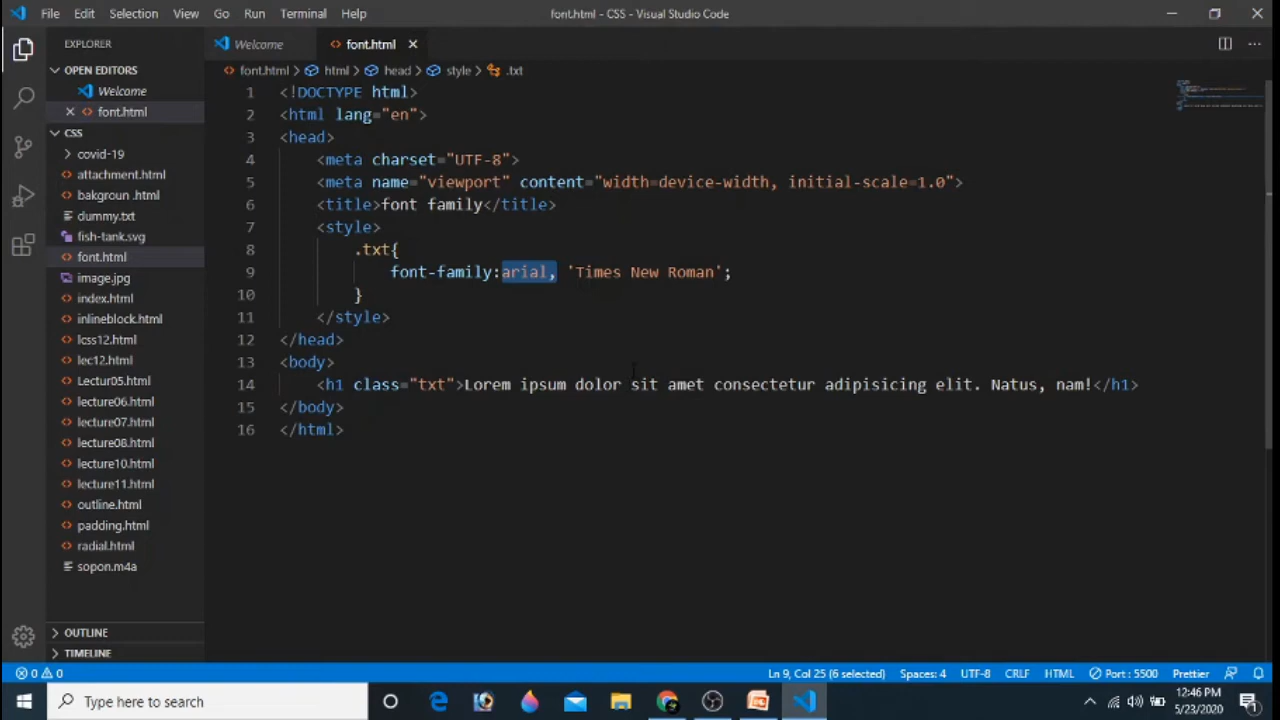 File Edit Selection View Go Run Terminal Help font.html - CSS - Visual Studio Code
EXPLORER
OPEN EDITORS
Welcome
font.html
CSS
covid-19
attachment.html
bakgroun .html
dummy.txt
fish-tank.svg
font.html
image.jpg
index.html
inlineblock.html
lcss12.html
lec12.html
Lectur05.html
lecture06.html
lecture07.html
lecture08.html
lecture10.html
lecture11.html
outline.html
padding.html
radial.html
sopon.m4a
OUTLINE
TIMELINE
Welcome font.html
font.html > html > head > style > .txt
1 <!DOCTYPE html>
2 <html lang="en">
3 <head>
4 <meta charset="UTF-8">
5 <meta name="viewport" content="width=device-width, initial-scale=1.0">
6 <title>font family</title>
7 <style>
8 .txt{
9 font-family:arial, 'Times New Roman';
10 }
11 </style>
12 </head>
13 <body>
14 <h1 class="txt">Lorem ipsum dolor sit amet consectetur adipisicing elit. Natus, nam!</h1>
15 </body>
16 </html>
0 0 Ln 9, Col 25 (6 selected) Spaces: 4 UTF-8 CRLF HTML Port : 5500 Prettier
Type here to search
12:46 PM
5/23/2020